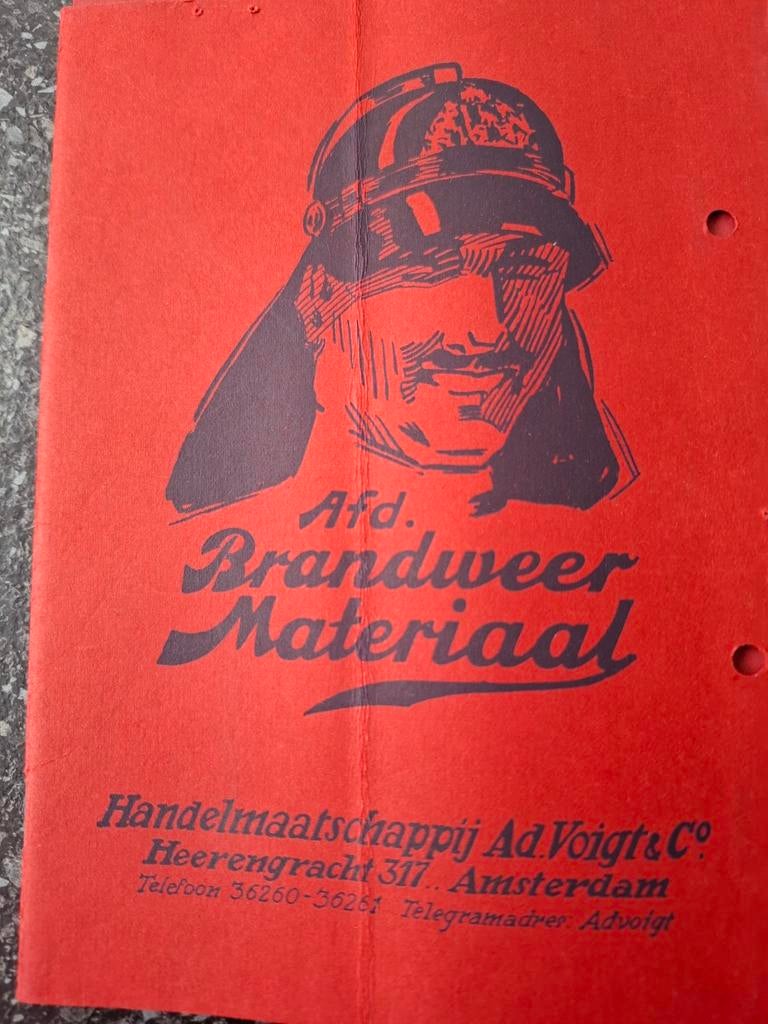 Afd.
Brandweer
Materiaal
Handelmaatschappij Ad. Voigt & Cº.
Heerengracht 317.. Amsterdam
Telefoon 36260-36261 Telegramadres: Advoigt